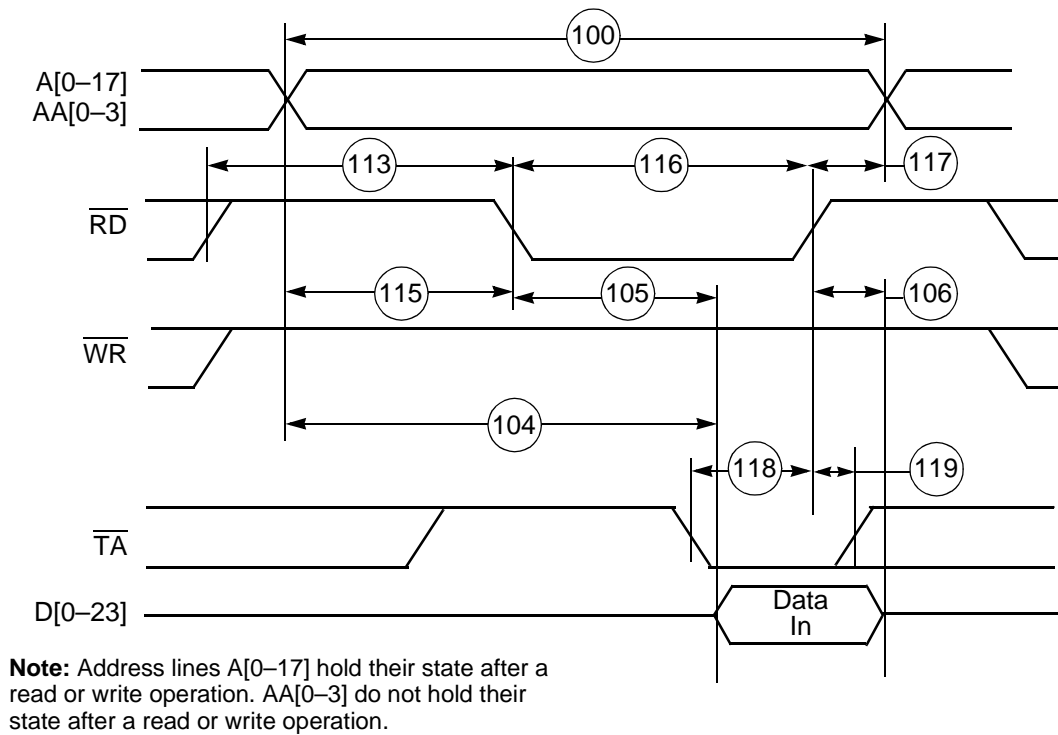 100
A[0–17]
AA[0–3]
113
116
117
RD
115
105
106
WR
104
118
119
TA
D[0–23]
Data
In
Note: Address lines A[0–17] hold their state after a
read or write operation. AA[0–3] do not hold their
state after a read or write operation.